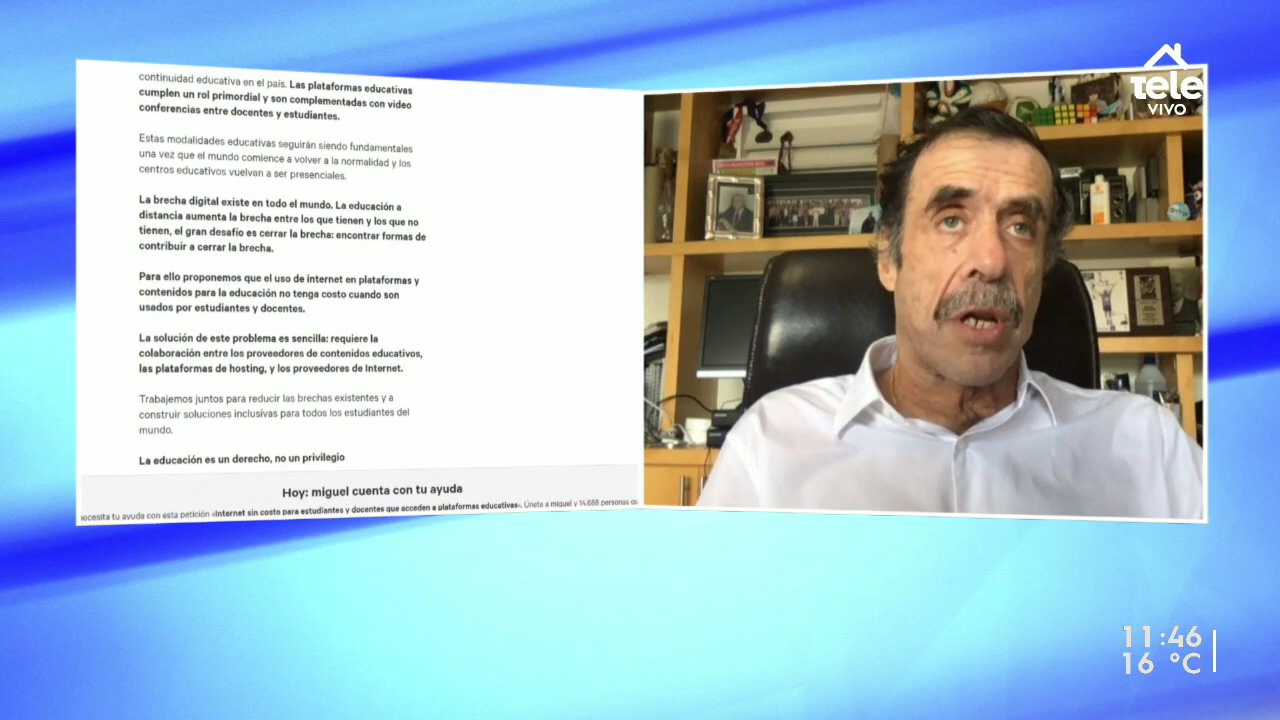 continuidad educativa en el país. Las plataformas educativas
cumplen un rol primordial y son complementadas con video
conferencias entre docentes y estudiantes.
Estas modalidades educativas seguirán siendo fundamentales
una vez que el mundo comience a volver a la normalidad y los
centros educativos vuelvan a ser presenciales.
La brecha digital existe en todo el mundo. La educación a
distancia aumenta la brecha entre los que tienen y los que no
tienen, el gran desafío es cerrar la brecha: encontrar formas de
contribuir a cerrar la brecha.
Para ello proponemos que el uso de internet en plataformas y
contenidos para la educación no tenga costo cuando son
usados por estudiantes y docentes.
La solución de este problema es sencilla: requiere la
colaboración entre los proveedores de contenidos educativos,
las plataformas de hosting, y los proveedores de Internet.
Trabajemos juntos para reducir las brechas existentes y a
construir soluciones inclusivas para todos los estudiantes del
mundo.
La educación es un derecho, no un privilegio
Hoy: miguel cuenta con tu ayuda
ecesita tu ayuda con esta petición «Internet sin costo para estudiantes y docentes que acceden a plataformas educativas». Únete a miguel y 14.688 personas
tele
VIVO
11:46
16 °C